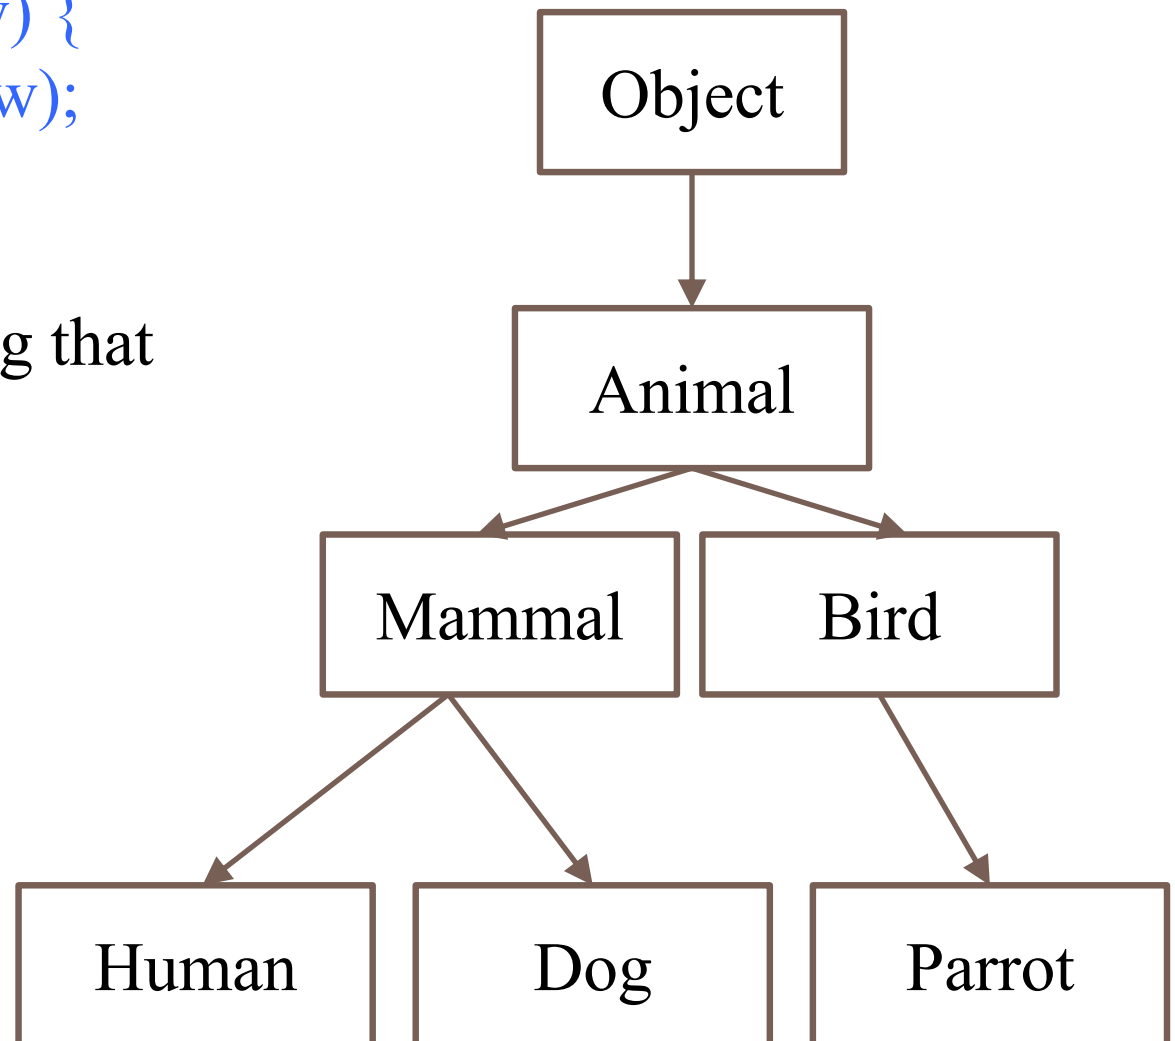 ) {
w);
g that
Object
Animal
Mammal Bird
Human Dog Parrot